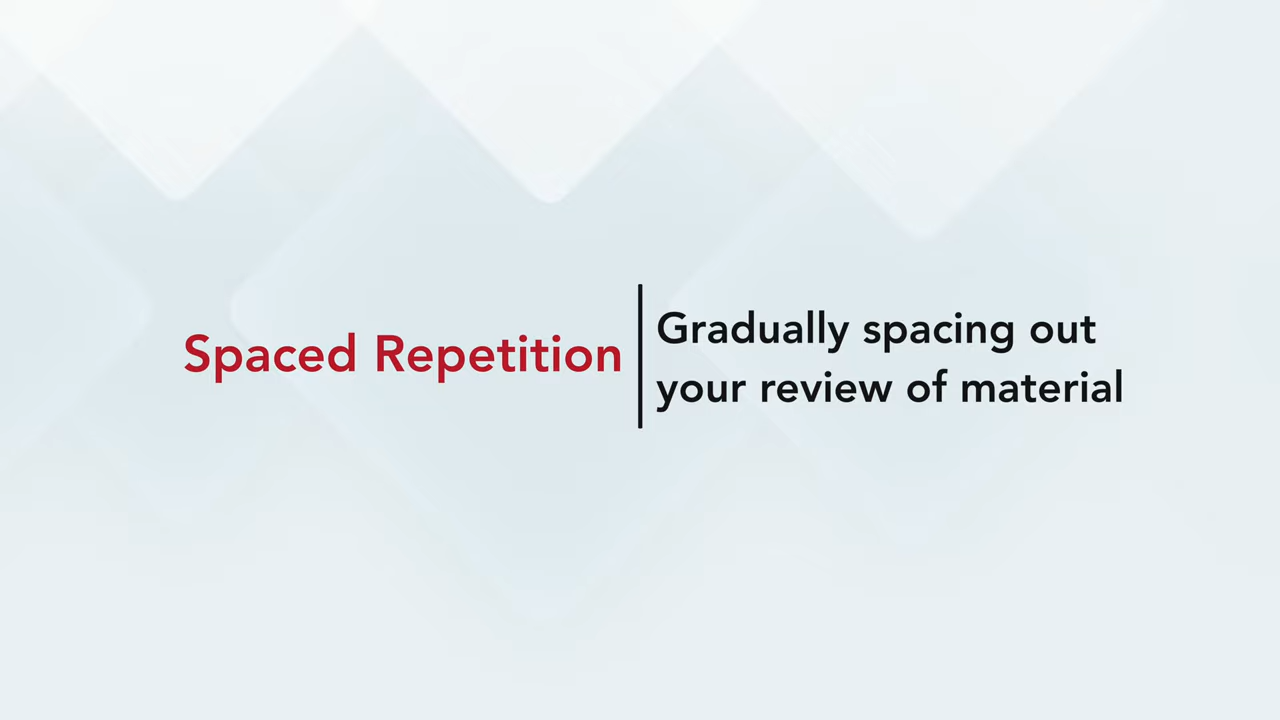 Spaced Repetition
Gradually spacing out
your review of material